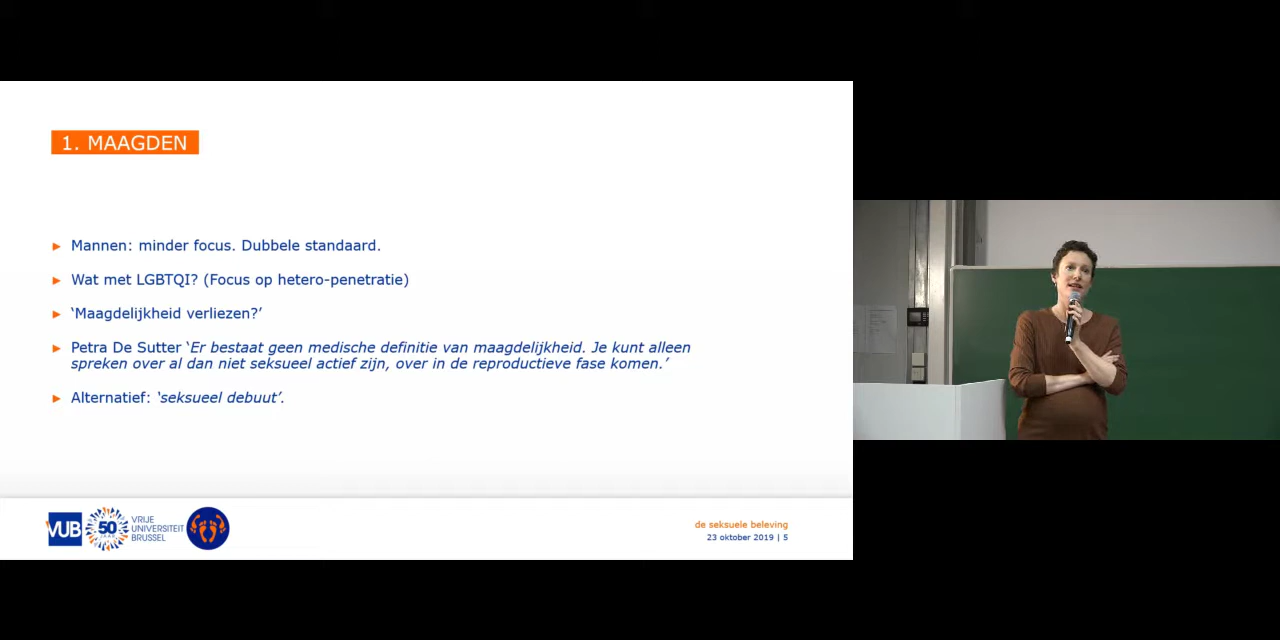 1. MAAGDEN
► Mannen: minder focus. Dubbele standaard.
► Wat met LGBTQI? (Focus op hetero-penetratie)
► ‘Maagdelijkheid verliezen?’
► Petra De Sutter ‘Er bestaat geen medische definitie van maagdelijkheid. Je kunt alleen
spreken over al dan niet seksueel actief zijn, over in de reproductieve fase komen.’
► Alternatief: ‘seksueel debuut’.
VUB
50
JAAR
VRIJE
UNIVERSITEIT
BRUSSEL
de seksuele beleving
23 oktober 2019 | 5